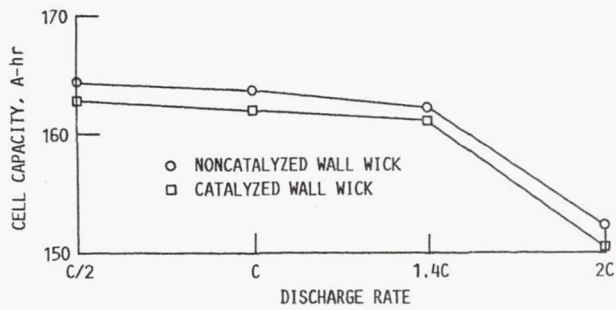 170
160
150
CELL CAPACITY, A-hr
NONCATALYZED WALL WICK
CATALYZED WALL WICK
C/2
C
1.4C
2C
DISCHARGE RATE